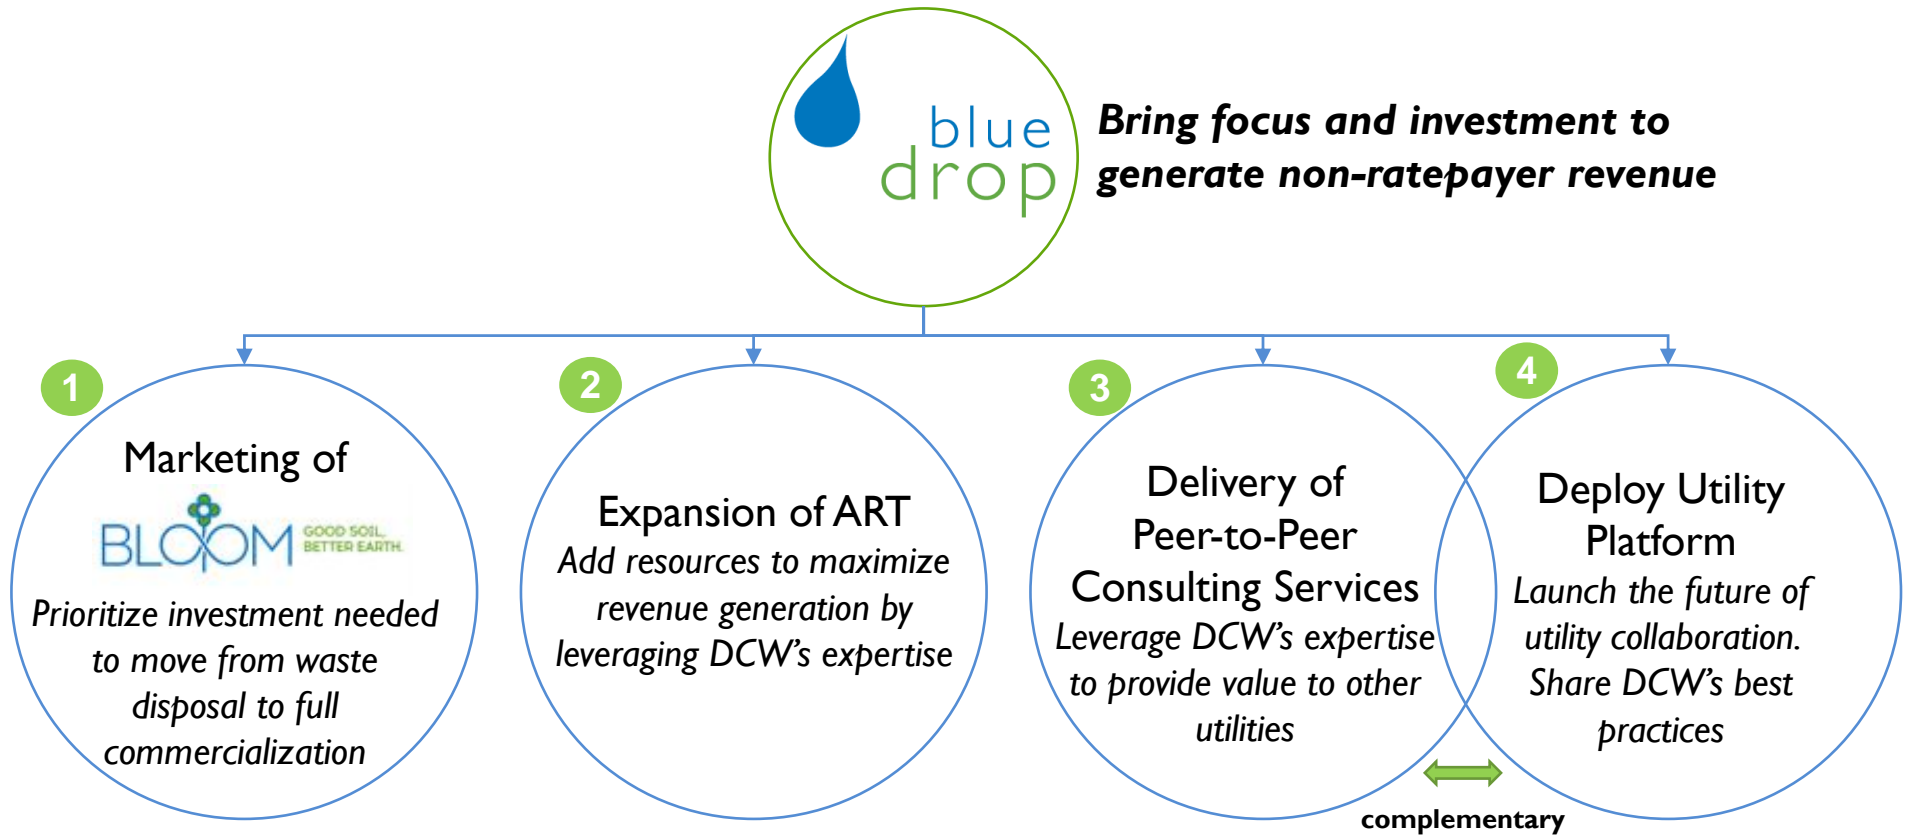 blue
drop
Bring focus and investment to
generate non-ratepayer revenue
1
Marketing of
BLOOM GOOD SOIL,
BETTER EARTH.
Prioritize investment needed
to move from waste
disposal to full
commercialization
2
Expansion of ART
Add resources to maximize
revenue generation by
leveraging DCW’s expertise
3
Delivery of
Peer-to-Peer
Consulting Services
Leverage DCW’s expertise
to provide value to other
utilities
4
Deploy Utility
Platform
Launch the future of
utility collaboration.
Share DCW’s best
practices
complementary